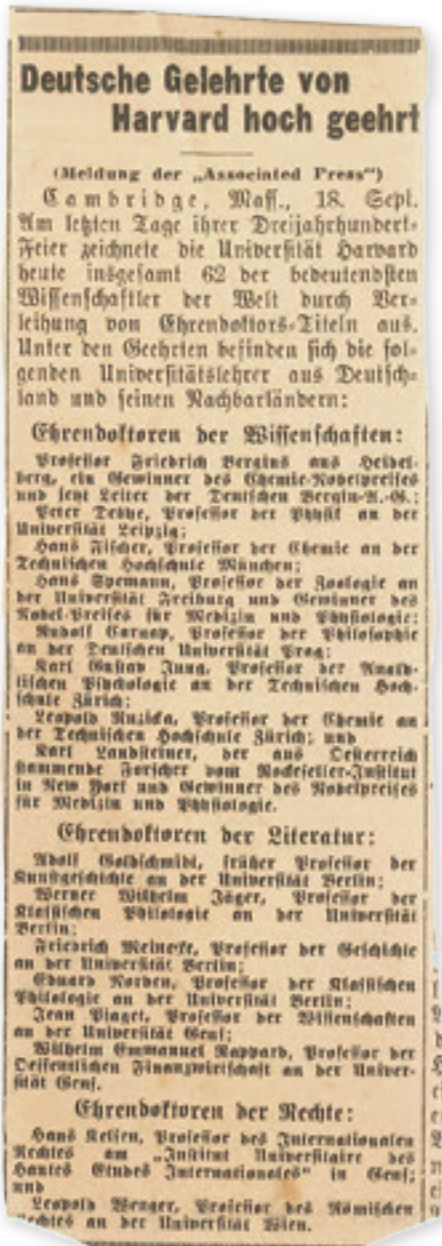 Deutsche Gelehrte von
Harvard hoch geehrt
(Meldung der „Associated Press“)
Cambridge, Mass., 18. Sept.
Am letzten Tage ihrer Dreijahrhundert-
Feier zeichnete die Universität Harvard
heute insgesamt 62 der bedeutendsten
Wissenschaftler der Welt durch Ver-
leihung von Ehrendoktors-Titeln aus.
Unter den Geehrten befinden sich die fol-
genden Universitätslehrer aus Deutsch-
land und seinen Nachbarländern:
Ehrendoktoren der Wissenschaften:
Professor Friedrich Bergius aus Heidel-
berg, ein Gewinner des Chemie-Nobelpreises
und jetzt Leiter der Deutschen Bergin-A.-G.;
Peter Debye, Professor der Physik an der
Universität Leipzig;
Hans Fischer, Professor der Chemie an der
Technischen Hochschule München;
Hans Spemann, Professor der Zoologie an
der Universität Freiburg und Gewinner des
Nobel-Preises für Medizin und Physiologie;
Rudolf Carnap, Professor der Philosophie
an der Deutschen Universität Prag;
Karl Gustav Jung, Professor der Analy-
tischen Psychologie an der Technischen Hoch-
schule Zürich;
Leopold Ruzicka, Professor der Chemie an
der Technischen Hochschule Zürich; und
Karl Landsteiner, der aus Oesterreich
stammende Forscher vom Rockefeller-Institut
in New York und Gewinner des Nobelpreises
für Medizin und Physiologie.
Ehrendoktoren der Literatur:
Adolf Goldschmidt, früher Professor der
Kunstgeschichte an der Universität Berlin;
Werner Wilhelm Jäger, Professor der
Klassischen Philologie an der Universität
Berlin;
Friedrich Meinecke, Professor der Geschichte
an der Universität Berlin;
Eduard Norden, Professor der Klassischen
Philologie an der Universität Berlin;
Jean Piaget, Professor der Wissenschaften
an der Universität Genf;
Wilhelm Emmanuel Rappard, Professor der
Oeffentlichen Finanzwirtschaft an der Univer-
sität Genf.
Ehrendoktoren der Rechte:
Hans Kelsen, Professor des Internationalen
Rechtes am „Institut Universitaire des
Hautes Etudes Internationales“ in Genf;
und
Leopold Wenger, Professor des Römischen
Rechtes an der Universität Wien.